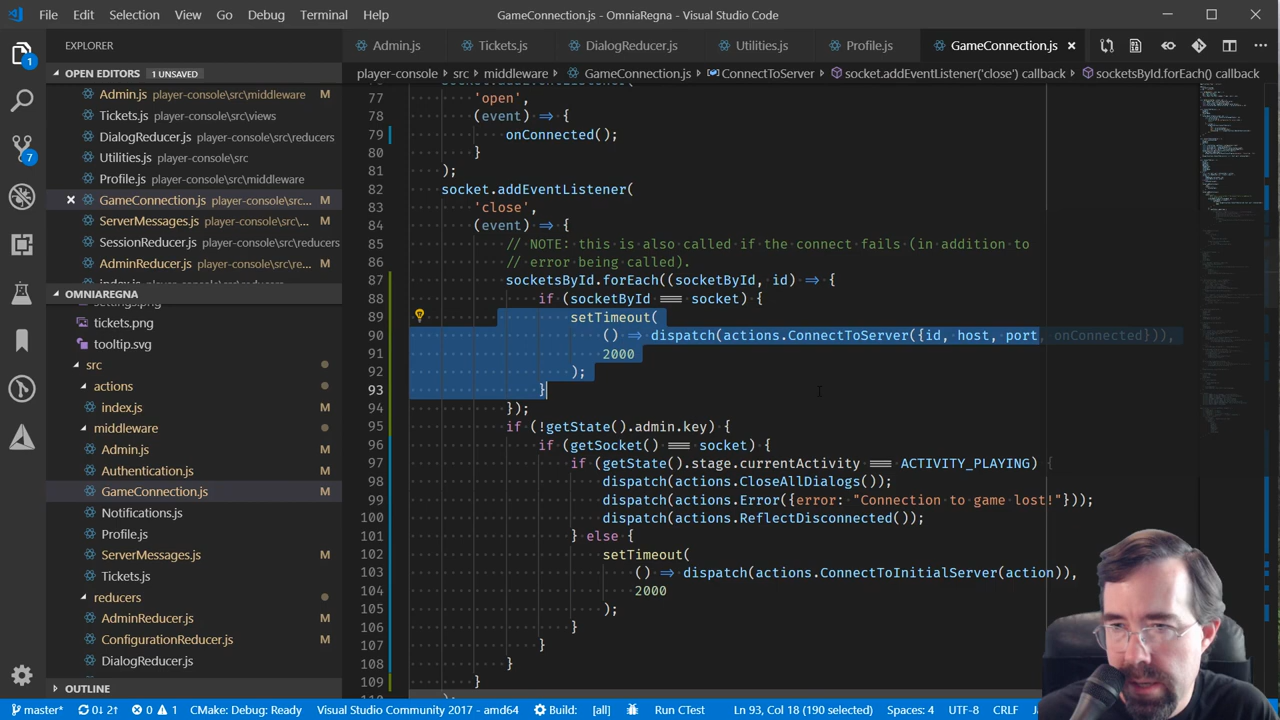 File Edit Selection View Go Debug Terminal Help GameConnection.js • OmniaRegna - Visual Studio Code
EXPLORER
Admin.js Tickets.js DialogReducer.js Utilities.js Profile.js GameConnection.js
OPEN EDITORS 1 UNSAVED
player-console > src > middleware > GameConnection.js > ConnectToServer > socket.addEventListener('close') callback > socketsById.forEach() callback
Admin.js player-console\src\middleware
Tickets.js player-console\src\views
DialogReducer.js player-console\src\reducers
Utilities.js player-console\src
Profile.js player-console\src\middleware
GameConnection.js player-console\src... M
ServerMessages.js player-console\src... M
SessionReducer.js player-console\src\reducers
AdminReducer.js player-console\src\re... M
OMNIAREGNA
tickets.png
tooltip.svg
src
actions
index.js M
middleware
Admin.js M
Authentication.js M
GameConnection.js M
Notifications.js M
Profile.js
ServerMessages.js M
Tickets.js
reducers
AdminReducer.js M
ConfigurationReducer.js M
DialogReducer.js
OUTLINE
1
7
77 'open',
78 (event) => {
79 onConnected();
80 }
81 );
82 socket.addEventListener(
83 'close',
84 (event) => {
85 // NOTE: this is also called if the connect fails (in addition to
86 // error being called).
87 socketsById.forEach((socketById, id) => {
88 if (socketById === socket) {
89 setTimeout(
90 () => dispatch(actions.ConnectToServer({id, host, port, onConnected})),
91 2000
92 );
93 }
94 });
95 if (!getState().admin.key) {
96 if (getSocket() === socket) {
97 if (getState().stage.currentActivity === ACTIVITY_PLAYING) {
98 dispatch(actions.CloseAllDialogs());
99 dispatch(actions.Error({error: "Connection to game lost!"}));
100 dispatch(actions.ReflectDisconnected());
101 } else {
102 setTimeout(
103 () => dispatch(actions.ConnectToInitialServer(action)),
104 2000
105 );
106 }
107 }
108 }
109 }
master* 0↓ 2↑ 0 1 CMake: Debug: Ready Visual Studio Community 2017 - amd64 Build: [all] Run CTest Ln 93, Col 18 (190 selected) Spaces: 4 UTF-8 CRLF